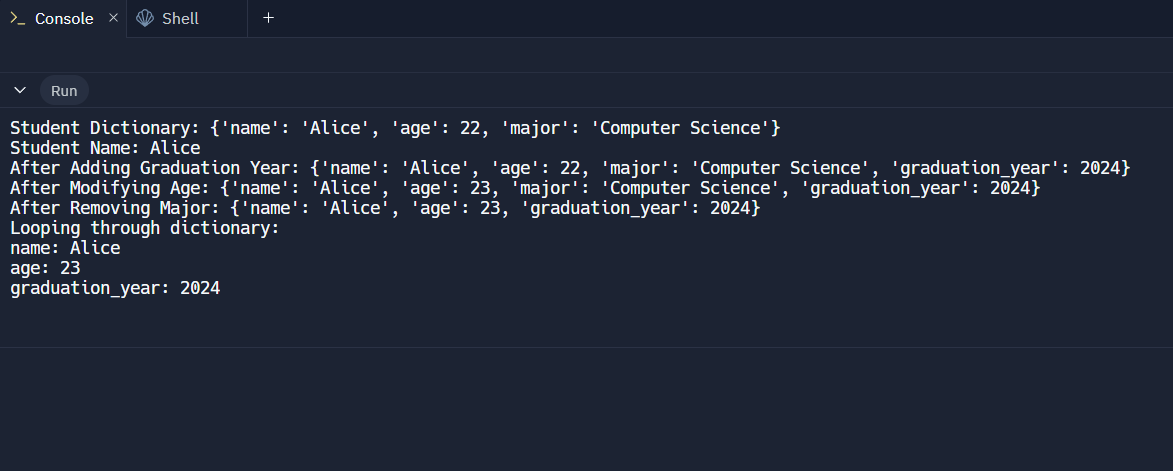 Console
Shell
Run
Student Dictionary: {'name': 'Alice', 'age': 22, 'major': 'Computer Science'}
Student Name: Alice
After Adding Graduation Year: {'name': 'Alice', 'age': 22, 'major': 'Computer Science', 'graduation_year': 2024}
After Modifying Age: {'name': 'Alice', 'age': 23, 'major': 'Computer Science', 'graduation_year': 2024}
After Removing Major: {'name': 'Alice', 'age': 23, 'graduation_year': 2024}
Looping through dictionary:
name: Alice
age: 23
graduation_year: 2024